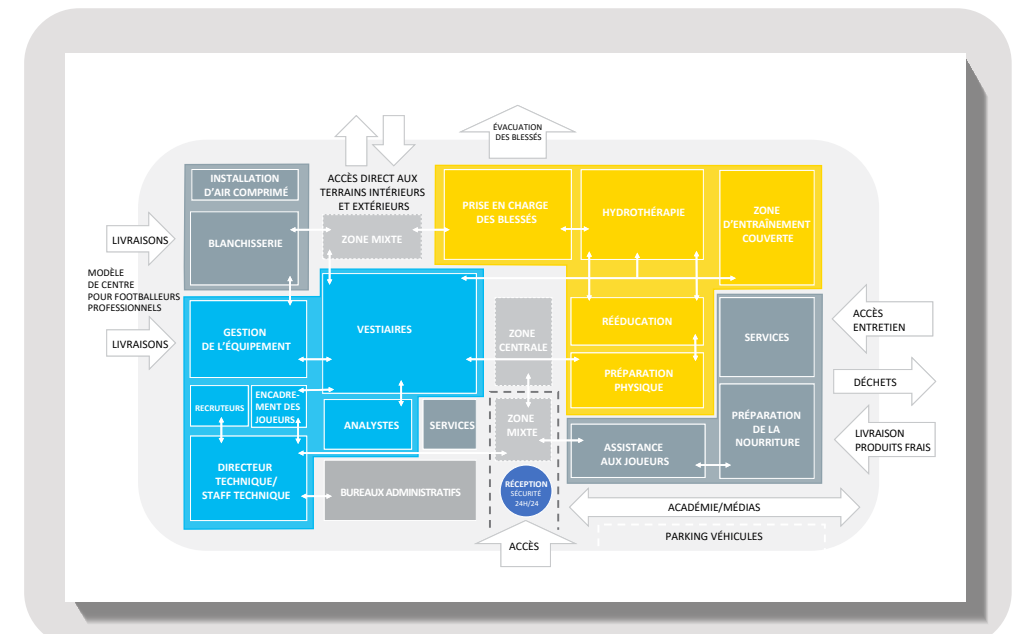 ÉVACUATION
DES BLESSÉS
INSTALLATION
D'AIR COMPRIMÉ
ACCÈS DIRECT AUX
TERRAINS INTÉRIEURS
ET EXTÉRIEURS
PRISE EN CHARGE
DES BLESSÉS
HYDROTHÉRAPIE
ZONE
D'ENTRAÎNEMENT
COUVERTE
LIVRAISONS
BLANCHISSERIE
ZONE MIXTE
MODÈLE
DE CENTRE
POUR FOOTBALLEURS
PROFESSIONNELS
LIVRAISONS
GESTION
DE L'ÉQUIPEMENT
VESTIAIRES
ZONE
CENTRALE
RÉÉDUCATION
SERVICES
ACCÈS
ENTRETIEN
PRÉPARATION
PHYSIQUE
DÉCHETS
RECRUTEURS
ENCADRE-
MENT DES
JOUEURS
ANALYSTES
SERVICES
ZONE
MIXTE
PRÉPARATION
DE LA
NOURRITURE
LIVRAISON
PRODUITS FRAIS
ASSISTANCE
AUX JOUEURS
DIRECTEUR
TECHNIQUE/
STAFF TECHNIQUE
BUREAUX ADMINISTRATIFS
RÉCEPTION
SÉCURITÉ
24H/24
ACADÉMIE/MÉDIAS
PARKING VÉHICULES
ACCÈS